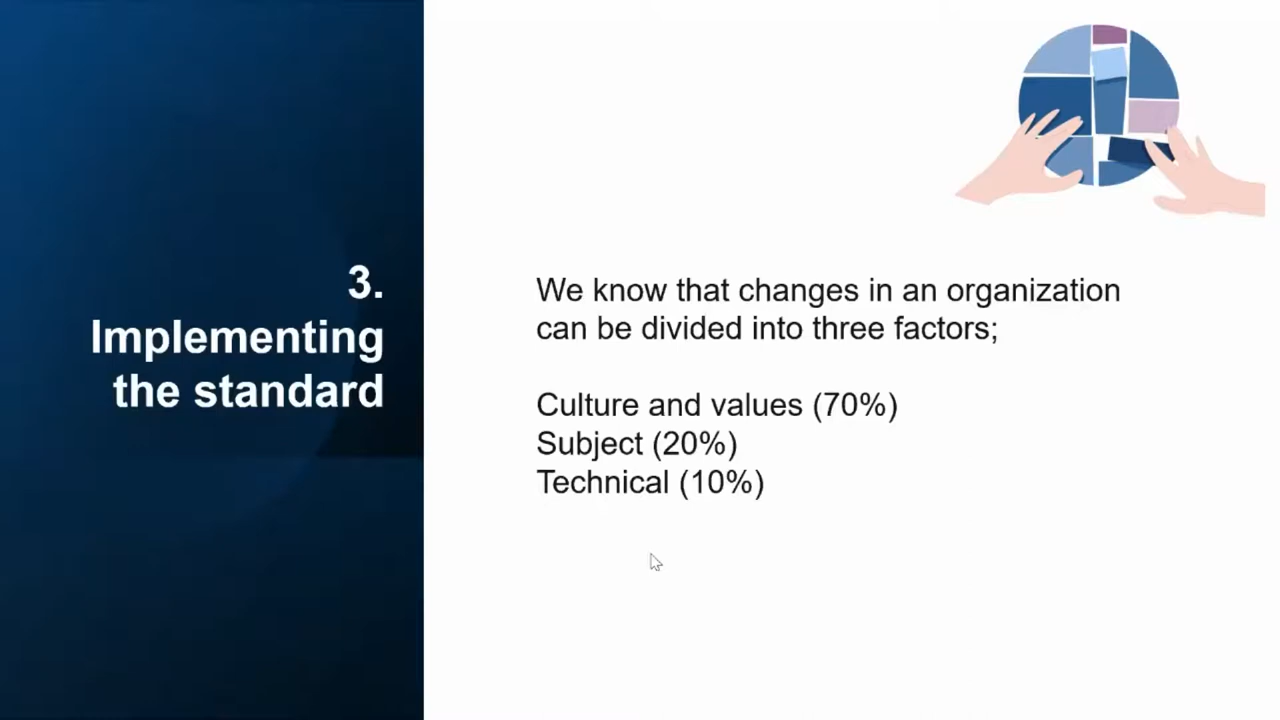 3.
Implementing
the standard
We know that changes in an organization
can be divided into three factors;
Culture and values (70%)
Subject (20%)
Technical (10%)